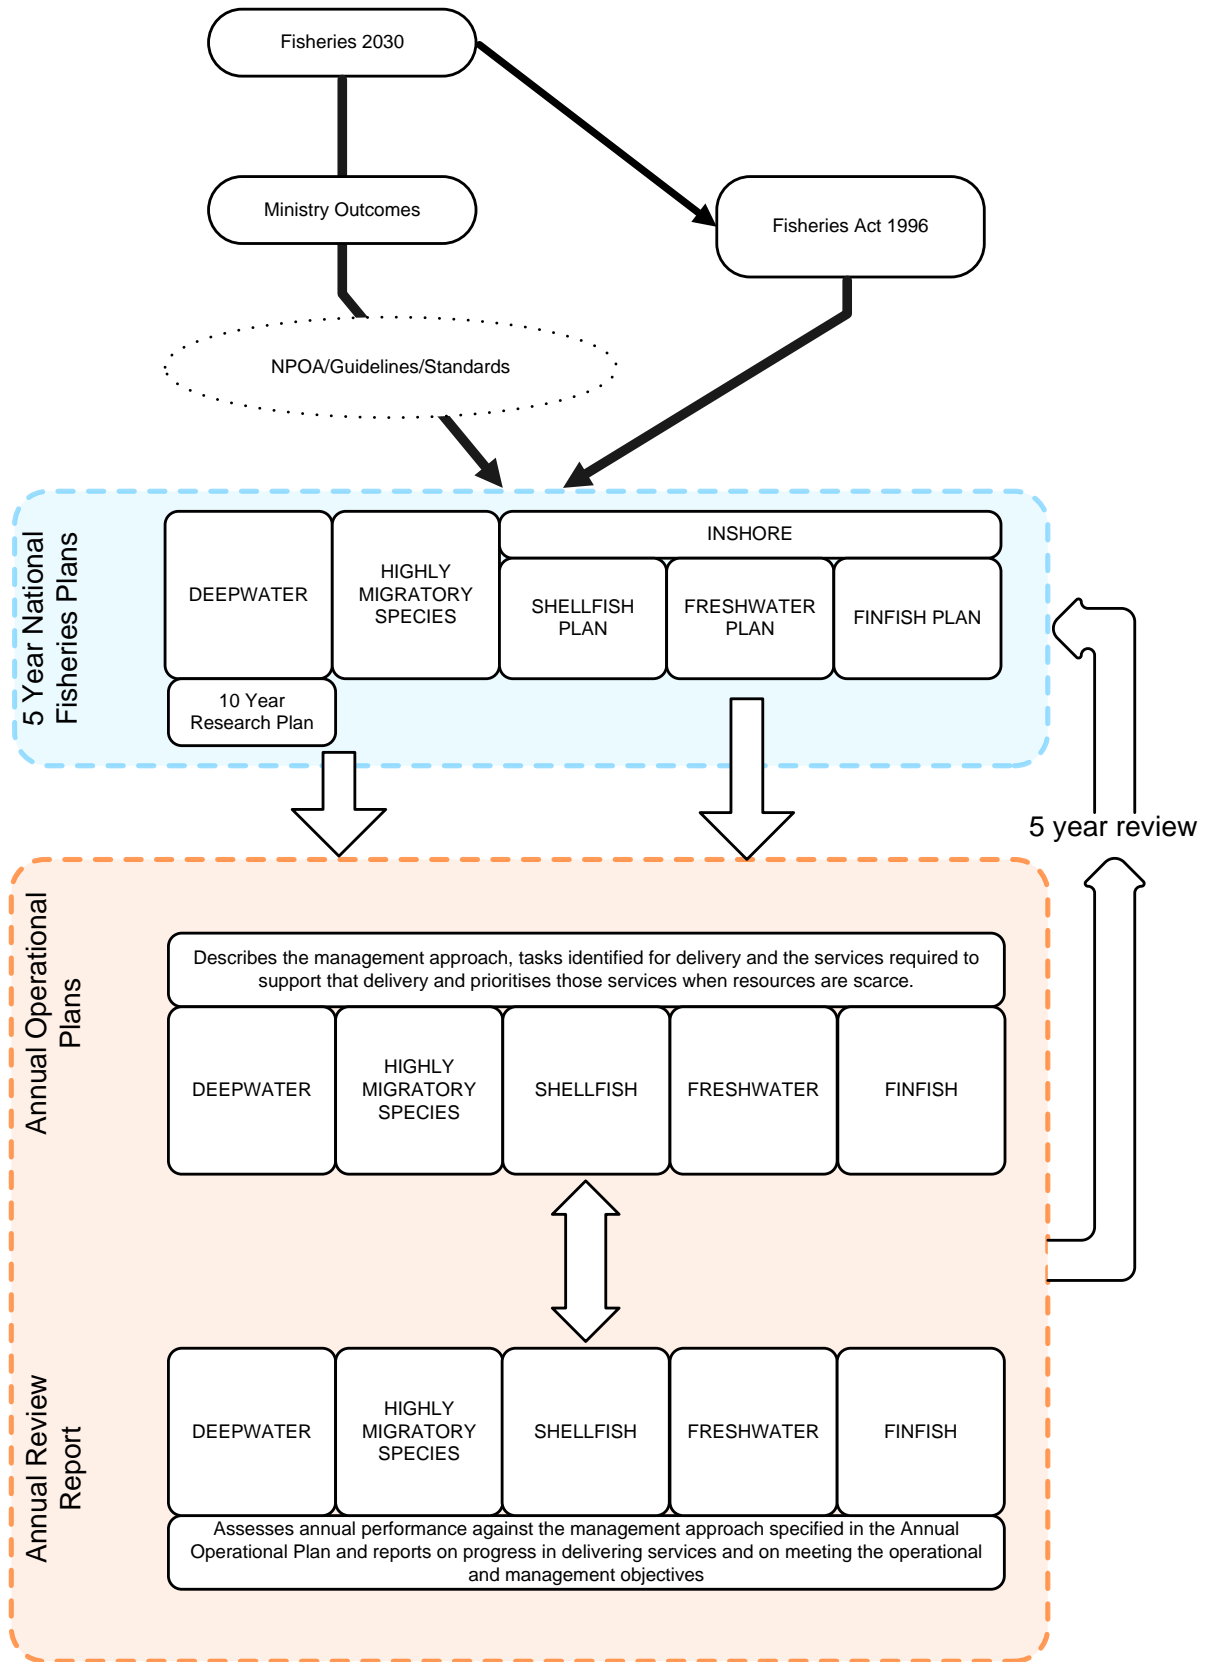 Fisheries 2030
Ministry Outcomes
Fisheries Act 1996
NPOA/Guidelines/Standards
5 Year National
Fisheries Plans
DEEPWATER
HIGHLY
MIGRATORY
SPECIES
INSHORE
SHELLFISH
PLAN
FRESHWATER
PLAN
FINFISH PLAN
10 Year
Research Plan
5 year review
Annual Operational
Plans
Describes the management approach, tasks identified for delivery and the services required to
support that delivery and prioritises those services when resources are scarce.
DEEPWATER
HIGHLY
MIGRATORY
SPECIES
SHELLFISH
FRESHWATER
FINFISH
Annual Review
Report
DEEPWATER
HIGHLY
MIGRATORY
SPECIES
SHELLFISH
FRESHWATER
FINFISH
Assesses annual performance against the management approach specified in the Annual
Operational Plan and reports on progress in delivering services and on meeting the operational
and management objectives